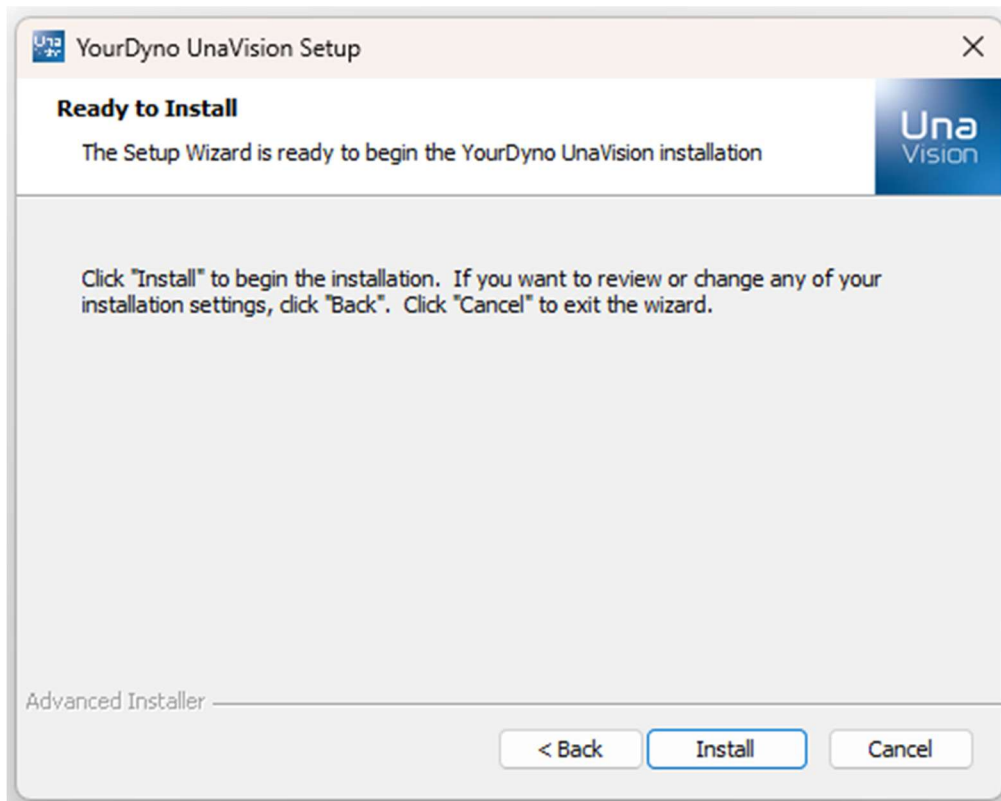 YourDyno UnaVision Setup
Ready to Install
The Setup Wizard is ready to begin the YourDyno UnaVision installation
Una
Vision
Click "Install" to begin the installation.  If you want to review or change any of your
installation settings, click "Back".  Click "Cancel" to exit the wizard.
Advanced Installer
< Back
Install
Cancel